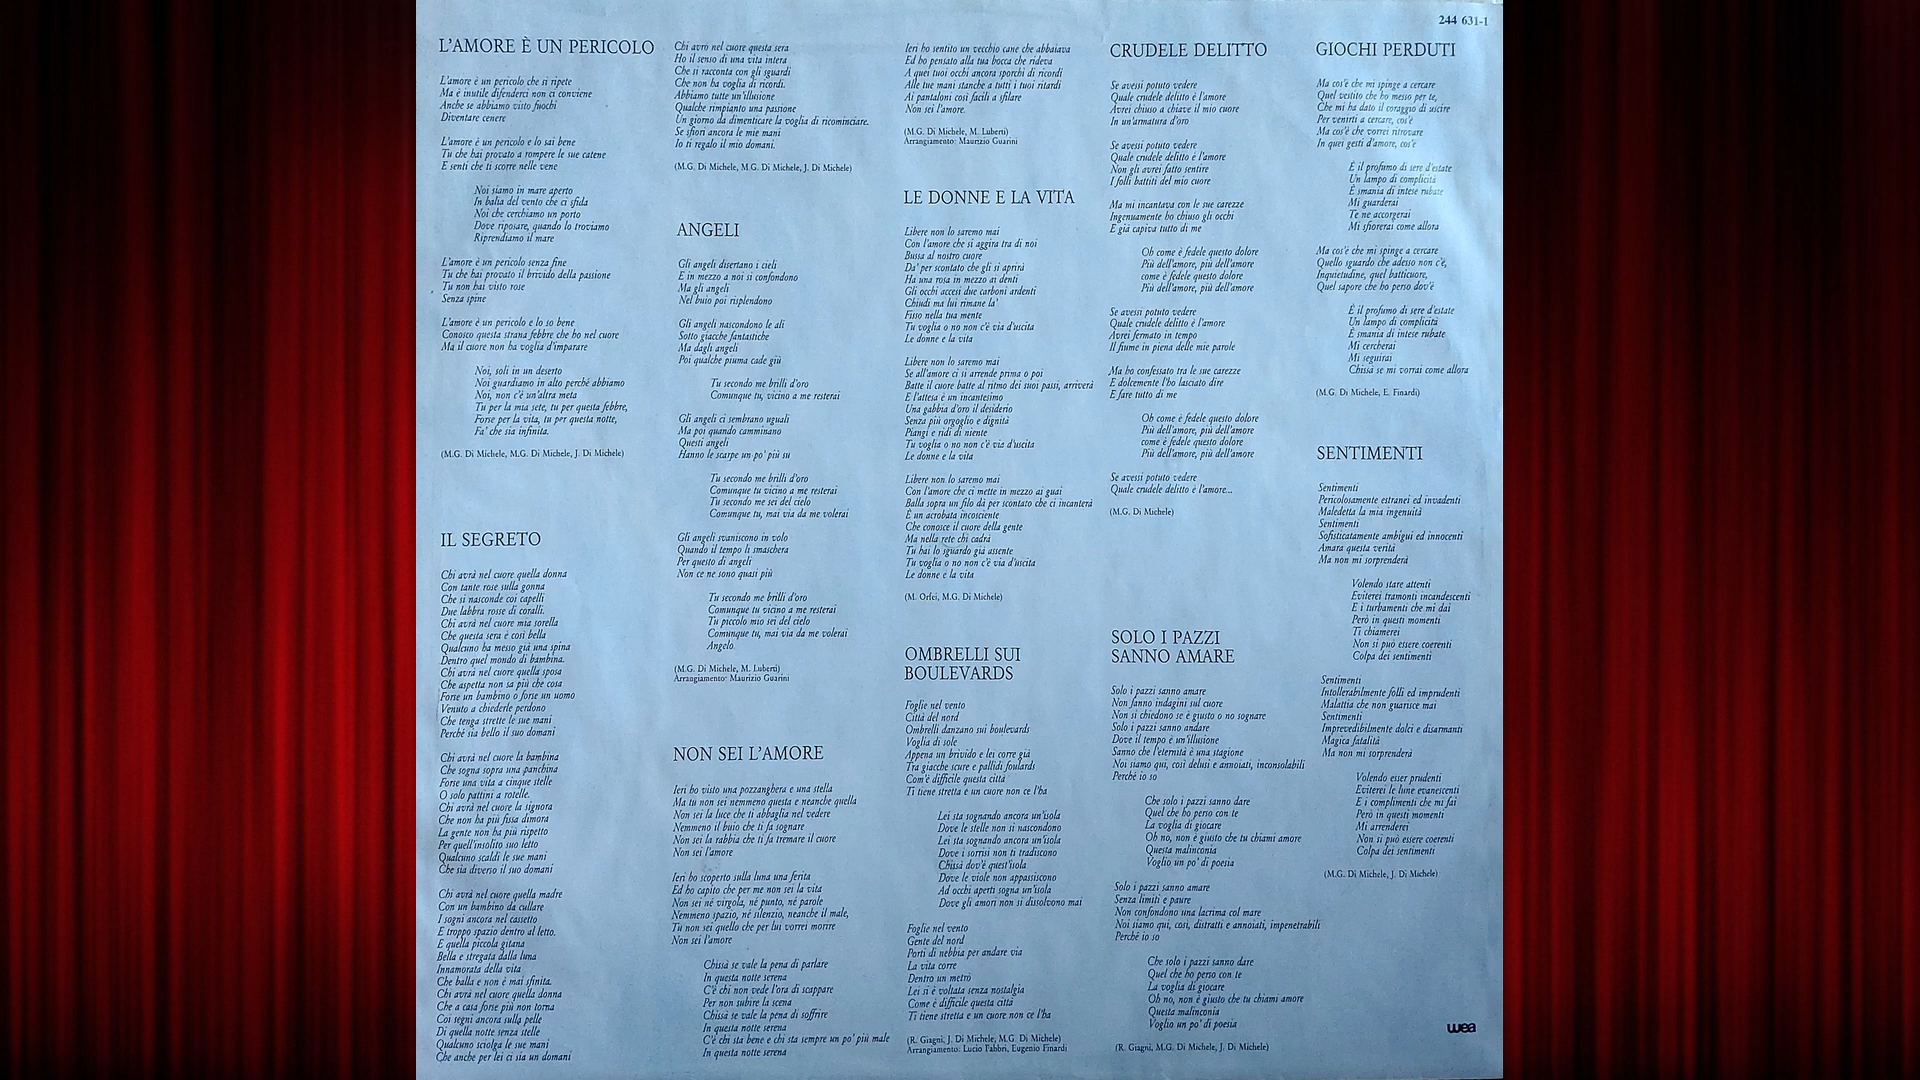 244 631-1
L'AMORE È UN PERICOLO
L'amore è un pericolo che si ripete
Ma è inutile difenderci non ci conviene
Anche se abbiamo visto fuochi
Diventare cenere
L'amore è un pericolo e lo sai bene
Tu che hai provato a rompere le sue catene
E senti che ti scorre nelle vene
Noi siamo in mare aperto
In balìa del vento che ci sfida
Noi che cerchiamo un porto
Dove riposare, quando lo troviamo
Riprendiamo il mare
L'amore è un pericolo senza fine
Tu che hai provato il brivido della passione
Tu non hai visto rose
Senza spine
L'amore è un pericolo e lo so bene
Conosco questa strana febbre che ho nel cuore
Ma il cuore non ha voglia d'imparare
Noi, soli in un deserto
Noi guardiamo in alto perché abbiamo
Noi, non c'è un'altra meta
Tu per la mia sete, tu per questa febbre,
Forse per la vita, tu per questa notte,
Fa' che sia infinita.
(M.G. Di Michele, M.G. Di Michele, J. Di Michele)
IL SEGRETO
Chi avrà nel cuore quella donna
Con tante rose sulla gonna
Che si nasconde coi capelli
Due labbra rosse di coralli.
Chi avrà nel cuore mia sorella
Che questa sera è così bella
Qualcuno ha messo già una spina
Dentro quel mondo di bambina.
Chi avrà nel cuore quella sposa
Che aspetta non sa più che cosa
Forse un bambino o forse un uomo
Venuto a chiederle perdono
Che tenga strette le sue mani
Perché sia bello il suo domani
Chi avrà nel cuore la bambina
Che sogna sopra una panchina
Forse una vita a cinque stelle
O solo pattini a rotelle.
Chi avrà nel cuore la signora
Che non ha più fissa dimora
La gente non ha più rispetto
Per quell'insolito suo letto
Qualcuno scaldi le sue mani
Che sia diverso il suo domani
Chi avrà nel cuore quella madre
Con un bambino da cullare
I sogni ancora nel cassetto
E troppo spazio dentro al letto.
E quella piccola gitana
Bella e stregata dalla luna
Innamorata della vita
Che balla e non è mai sfinita.
Chi avrà nel cuore quella donna
Che a casa forse più non torna
Coi segni ancora sulla pelle
Di quella notte senza stelle
Qualcuno sciolga le sue mani
Che anche per lei ci sia un domani
Chi avrò nel cuore questa sera
Ho il senso di una vita intera
Che si racconta con gli sguardi
Che non ha voglia di ricordi.
Abbiamo tutte un'illusione
Qualche rimpianto una passione
Un giorno da dimenticare la voglia di ricominciare.
Se sfiori ancora le mie mani
Io ti regalo il mio domani.
(M.G. Di Michele, M.G. Di Michele, J. Di Michele)
ANGELI
Gli angeli disertano i cieli
E in mezzo a noi si confondono
Ma gli angeli
Nel buio poi risplendono
Gli angeli nascondono le ali
Sotto giacche fantastiche
Ma dagli angeli
Poi qualche piuma cade giù
Tu secondo me brilli d'oro
Comunque tu, vicino a me resterai
Gli angeli ci sembrano uguali
Ma poi quando camminano
Questi angeli
Hanno le scarpe un po' più su
Tu secondo me brilli d'oro
Comunque tu vicino a me resterai
Tu secondo me sei del cielo
Comunque tu, mai via da me volerai
Gli angeli svaniscono in volo
Quando il tempo li smaschera
Per questo di angeli
Non ce ne sono quasi più
Tu secondo me brilli d'oro
Comunque tu vicino a me resterai
Tu piccolo mio sei del cielo
Comunque tu, mai via da me volerai
Angelo.
(M.G. Di Michele, M. Luberti)
Arrangiamento: Maurizio Guarini
NON SEI L'AMORE
Ieri ho visto una pozzanghera e una stella
Ma tu non sei nemmeno questa e neanche quella
Non sei la luce che ti abbaglia nel vedere
Nemmeno il buio che ti fa sognare
Non sei la rabbia che ti fa tremare il cuore
Non sei l'amore
Ieri ho scoperto sulla luna una ferita
Ed ho capito che per me non sei la vita
Non sei né virgola, né punto, né parole
Nemmeno spazio, né silenzio, neanche il male,
Tu non sei quello che per lui vorrei morire
Non sei l'amore
Chissà se vale la pena di parlare
In questa notte serena
C'è chi non vede l'ora di scappare
Per non subire la scena
Chissà se vale la pena di soffrire
In questa notte serena
C'è chi sta bene e chi sta sempre un po' più male
In questa notte serena
Ieri ho sentito un vecchio cane che abbaiava
Ed ho pensato alla tua bocca che rideva
A quei tuoi occhi ancora sporchi di ricordi
Alle tue mani stanche a tutti i tuoi ritardi
Ai pantaloni così facili a sfilare
Non sei l'amore.
(M.G. Di Michele, M. Luberti)
Arrangiamento: Maurizio Guarini
LE DONNE E LA VITA
Libere non lo saremo mai
Con l'amore che si aggira tra di noi
Bussa al nostro cuore
Da' per scontato che gli si aprirà
Ha una rosa in mezzo ai denti
Gli occhi accesi due carboni ardenti
Chiudi ma lui rimane la'
Fisso nella tua mente
Tu voglia o no non c'è via d'uscita
Le donne e la vita
Libere non lo saremo mai
Se all'amore ci si arrende prima o poi
Batte il cuore batte al ritmo dei suoi passi, arriverà
E l'attesa è un incantesimo
Una gabbia d'oro il desiderio
Senza più orgoglio e dignità
Piangi e ridi di niente
Tu voglia o no non c'è via d'uscita
Le donne e la vita
Libere non lo saremo mai
Con l'amore che ci mette in mezzo ai guai
Balla sopra un filo dà per scontato che ci incanterà
È un acrobata incosciente
Che conosce il cuore della gente
Ma nella rete chi cadrà
Tu hai lo sguardo già assente
Tu voglia o no non c'è via d'uscita
Le donne e la vita
(M. Orfei, M.G. Di Michele)
OMBRELLI SUI
BOULEVARDS
Foglie nel vento
Città del nord
Ombrelli danzano sui boulevards
Voglia di sole
Appena un brivido e lei corre già
Tra giacche scure e pallidi foulards
Com'è difficile questa città
Ti tiene stretta e un cuore non ce l'ha
Lei sta sognando ancora un'isola
Dove le stelle non si nascondono
Lei sta sognando ancora un'isola
Dove i sorrisi non ti tradiscono
Chissà dov'è quest'isola
Dove le viole non appassiscono
Ad occhi aperti sogna un'isola
Dove gli amori non si dissolvono mai
Foglie nel vento
Gente del nord
Porti di nebbia per andare via
La vita corre
Dentro un metrò
Lei si è voltata senza nostalgia
Come è difficile questa città
Ti tiene stretta e un cuore non ce l'ha
(R. Giagni, J. Di Michele, M.G. Di Michele)
Arrangiamento: Lucio Fabbri, Eugenio Finardi
CRUDELE DELITTO
Se avessi potuto vedere
Quale crudele delitto è l'amore
Avrei chiuso a chiave il mio cuore
In un'armatura d'oro
Se avessi potuto vedere
Quale crudele delitto è l'amore
Non gli avrei fatto sentire
I folli battiti del mio cuore
Ma mi incantava con le sue carezze
Ingenuamente ho chiuso gli occhi
E già capiva tutto di me
Oh come è fedele questo dolore
Più dell'amore, più dell'amore
come è fedele questo dolore
Più dell'amore, più dell'amore
Se avessi potuto vedere
Quale crudele delitto è l'amore
Avrei fermato in tempo
Il fiume in piena delle mie parole
Ma ho confessato tra le sue carezze
E dolcemente l'ho lasciato dire
E fare tutto di me
Oh come è fedele questo dolore
Più dell'amore, più dell'amore
come è fedele questo dolore
Più dell'amore, più dell'amore
Se avessi potuto vedere
Quale crudele delitto è l'amore...
(M.G. Di Michele)
SOLO I PAZZI
SANNO AMARE
Solo i pazzi sanno amare
Non fanno indagini sul cuore
Non si chiedono se è giusto o no sognare
Solo i pazzi sanno andare
Dove il tempo è un'illusione
Sanno che l'eternità è una stagione
Noi siamo qui, così delusi e annoiati, inconsolabili
Perché io so
Che solo i pazzi sanno dare
Quel che ho perso con te
La voglia di giocare
Oh no, non è giusto che tu chiami amore
Questa malinconia
Voglio un po' di poesia
Solo i pazzi sanno amare
Senza limiti e paure
Non confondono una lacrima col mare
Noi siamo qui, così, distratti e annoiati, impenetrabili
Perché io so
Che solo i pazzi sanno dare
Quel che ho perso con te
La voglia di giocare
Oh no, non è giusto che tu chiami amore
Questa malinconia
Voglio un po' di poesia
(R. Giagni, M.G. Di Michele, J. Di Michele)
GIOCHI PERDUTI
Ma cos'è che mi spinge a cercare
Quel vestito che ho messo per te,
Che mi ha dato il coraggio di uscire
Per venirti a cercare, cos'è
Ma cos'è che vorrei ritrovare
In quei gesti d'amore, cos'è
È il profumo di sere d'estate
Un lampo di complicità
È smania di intese rubate
Mi guarderai
Te ne accorgerai
Mi sfiorerai come allora
Ma cos'è che mi spinge a cercare
Quello sguardo che adesso non c'è,
Inquietudine, quel batticuore,
Quel sapore che ho perso dov'è
È il profumo di sere d'estate
Un lampo di complicità
È smania di intese rubate
Mi cercherai
Mi seguirai
Chissà se mi vorrai come allora
(M.G. Di Michele, E. Finardi)
SENTIMENTI
Sentimenti
Pericolosamente estranei ed invadenti
Maledetta la mia ingenuità
Sentimenti
Sofisticatamente ambigui ed innocenti
Amara questa verità
Ma non mi sorprenderà
Volendo stare attenti
Eviterei tramonti incandescenti
E i turbamenti che mi dai
Però in questi momenti
Ti chiamerei
Non si può essere coerenti
Colpa dei sentimenti
Sentimenti
Intollerabilmente folli ed imprudenti
Malattia che non guarisce mai
Sentimenti
Imprevedibilmente dolci e disarmanti
Magica fatalità
Ma non mi sorprenderà
Volendo esser prudenti
Eviterei le lune evanescenti
E i complimenti che mi fai
Però in questi momenti
Mi arrenderei
Non si può essere coerenti
Colpa dei sentimenti
(M.G. Di Michele, J. Di Michele)
wea